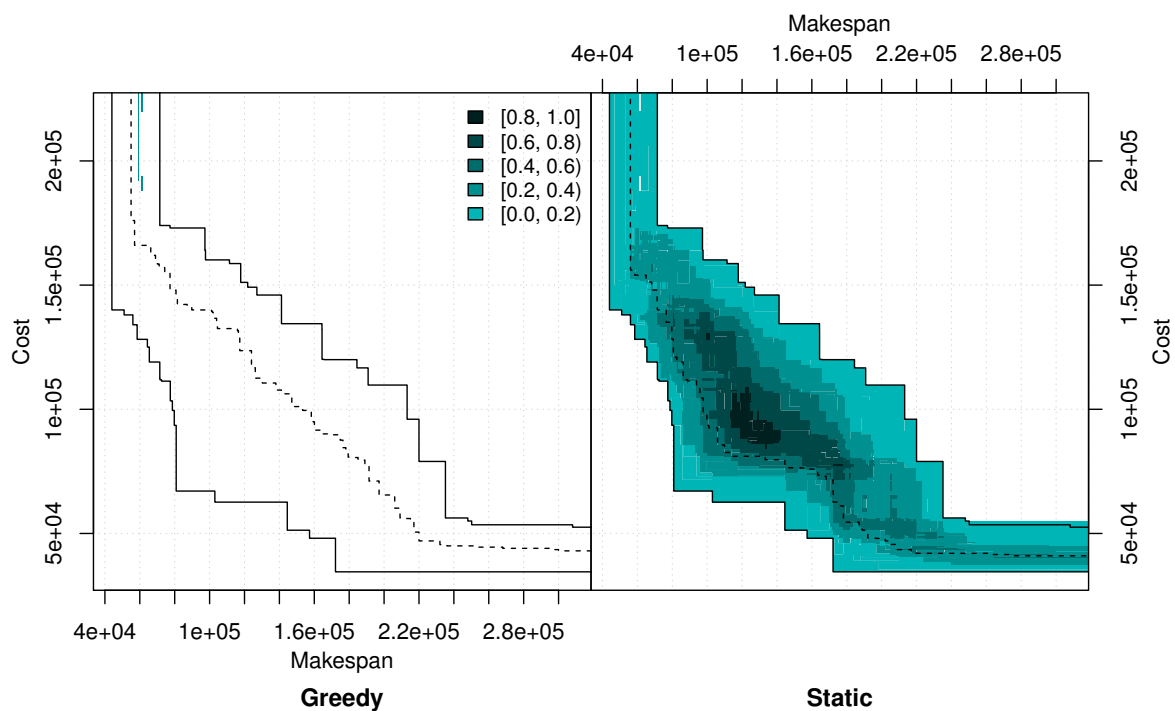 Makespan
4e+04 1e+05 1.6e+05 2.2e+05 2.8e+05
[0.8, 1.0]
[0.6, 0.8)
[0.4, 0.6)
[0.2, 0.4)
[0.0, 0.2)
Cost
2e+05
1.5e+05
1e+05
5e+04
2e+05
1.5e+05
1e+05
5e+04
Cost
4e+04 1e+05 1.6e+05 2.2e+05 2.8e+05
Makespan
Greedy
Static